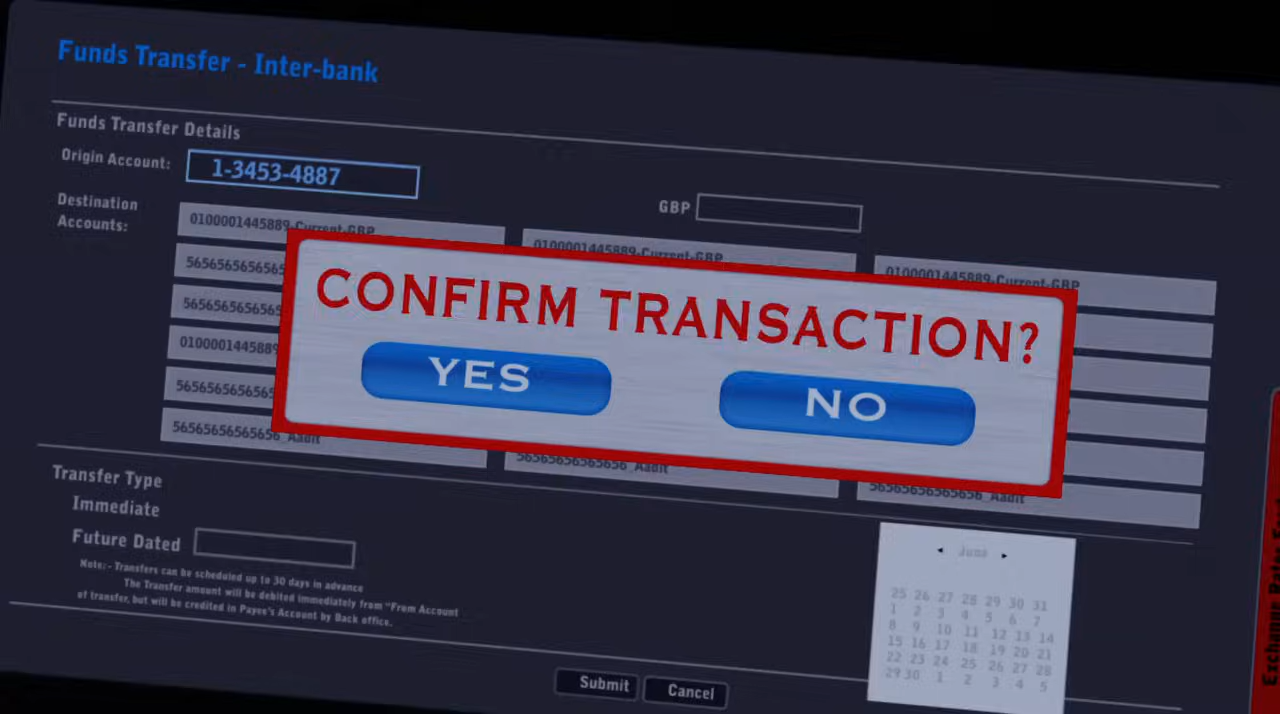 Funds Transfer - Inter-bank
Funds Transfer Details
Origin Account: 1-3453-4887
GBP
Destination
Accounts:
0100001445889-Current-GBP 0100001445889-Current-GBP 0100001445889-Current-GBP
CONFIRM TRANSACTION?
YES NO
56565656565656_Aadit 56565656565656_Aadit 56565656565656_Aadit
Transfer Type
Immediate
Future Dated
Note:- Transfers can be scheduled up to 30 days in advance
The Transfer amount will be debited immediately from "From Account
of transfer, but will be credited in Payee's Account by Back office.
June
25 26 27 28 29 30 31
1 2 3 4 5 6 7
8 9 10 11 12 13 14
15 16 17 18 19 20 21
22 23 24 25 26 27 28
29 30 1 2 3 4 5
Submit Cancel
Exchange Rates